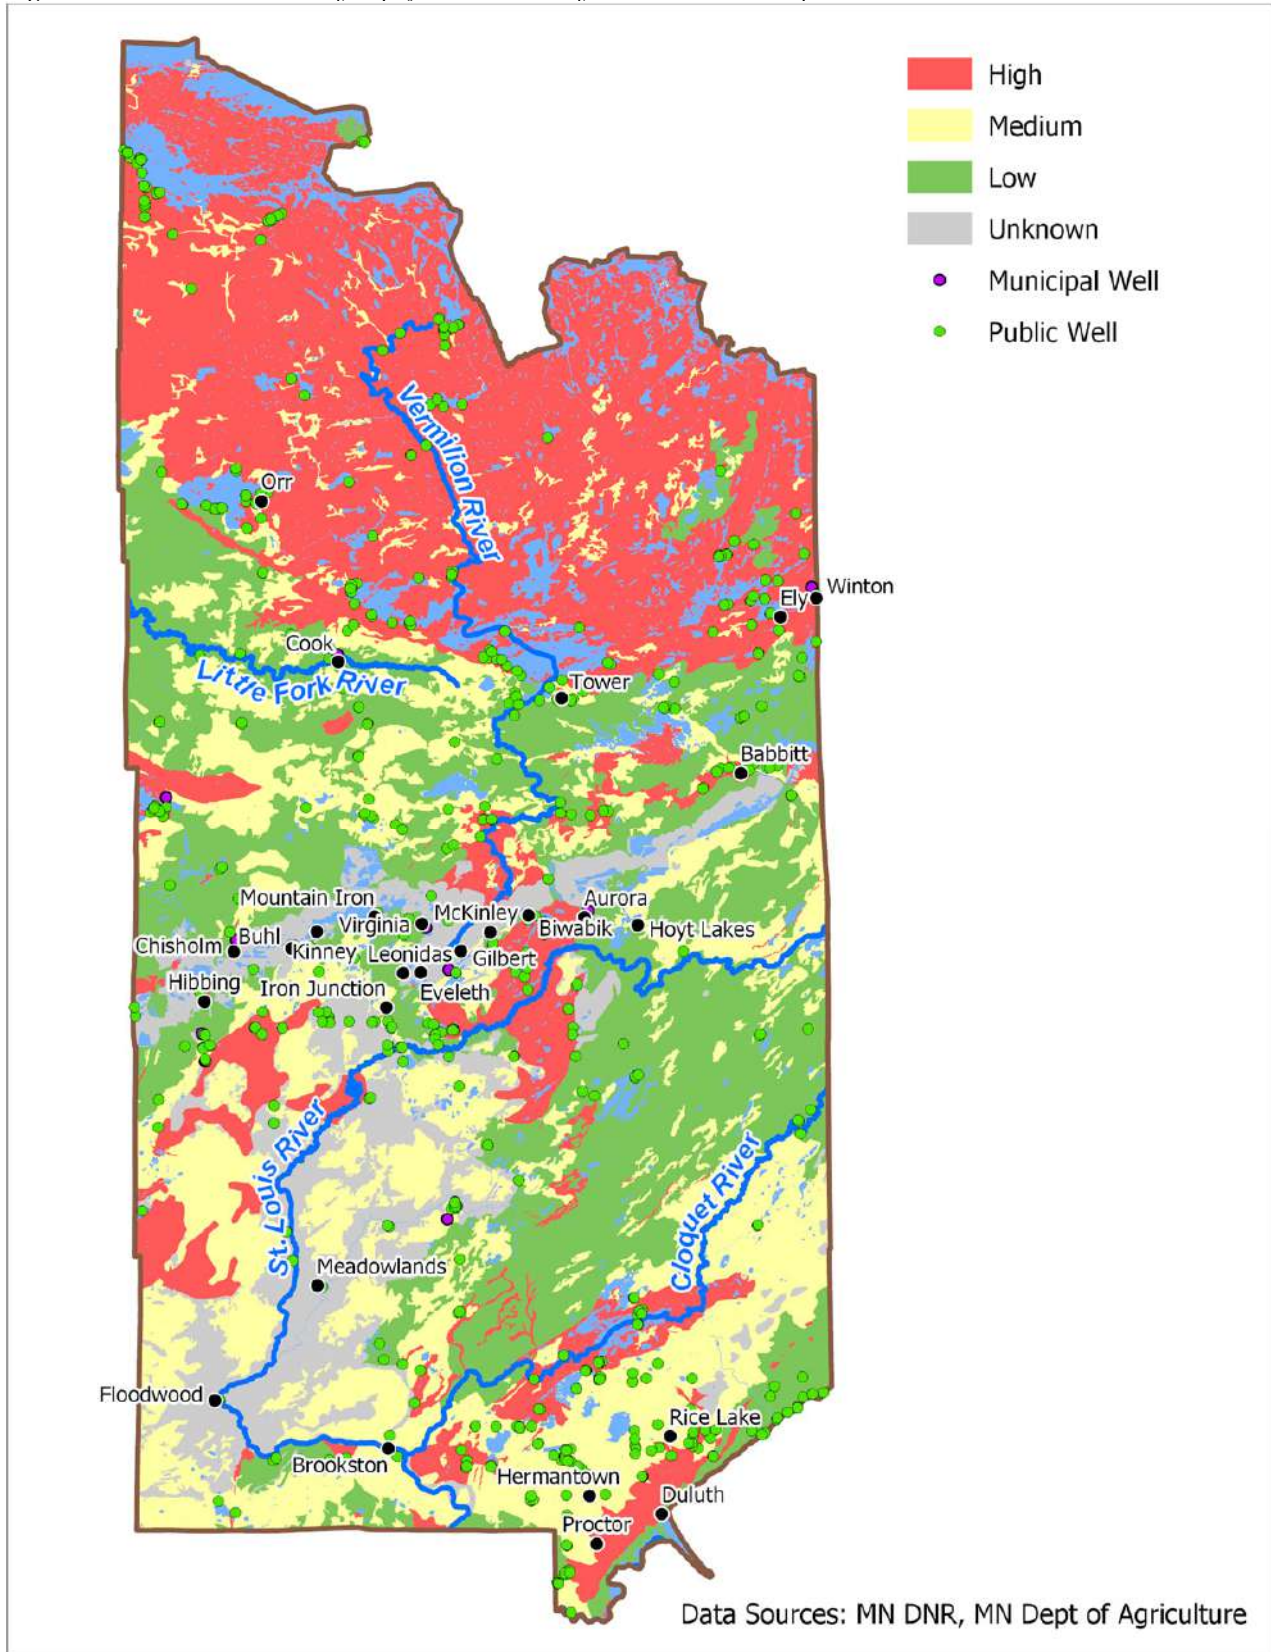 High
Medium
Low
Unknown
Municipal Well
Public Well
Vermilion River
Orr
Winton
Ely
Cook
Little Fork River
Tower
Babbitt
Mountain Iron
Aurora
Virginia
McKinley
Biwabik
Hoyt Lakes
Chisholm
Buhl
Kinney
Leonidas
Gilbert
Hibbing
Iron Junction
Eveleth
St. Louis River
Cloquet River
Meadowlands
Floodwood
Rice Lake
Brookston
Hermantown
Duluth
Proctor
Data Sources: MN DNR, MN Dept of Agriculture